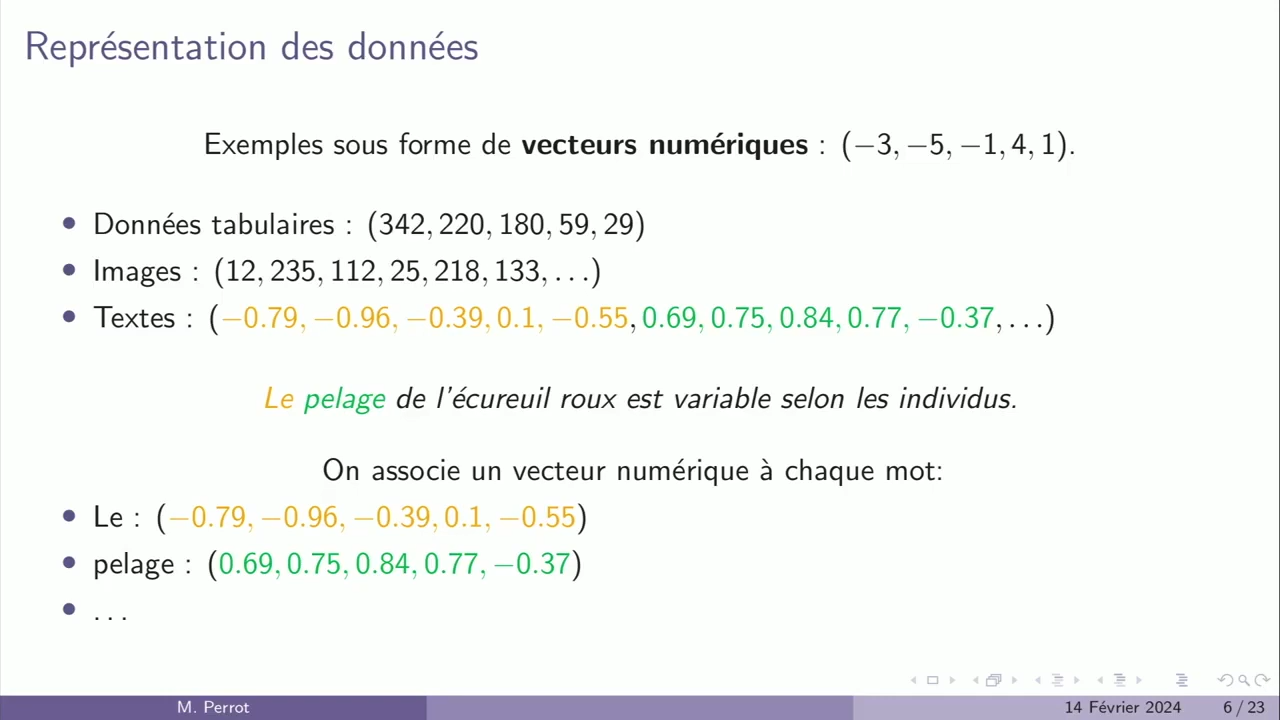 Représentation des données
Exemples sous forme de vecteurs numériques : (−3, −5, −1, 4, 1).
• Données tabulaires : (342, 220, 180, 59, 29)
• Images : (12, 235, 112, 25, 218, 133, . . .)
• Textes : (−0.79, −0.96, −0.39, 0.1, −0.55, 0.69, 0.75, 0.84, 0.77, −0.37, . . .)
Le pelage de l'écureuil roux est variable selon les individus.
On associe un vecteur numérique à chaque mot:
• Le : (−0.79, −0.96, −0.39, 0.1, −0.55)
• pelage : (0.69, 0.75, 0.84, 0.77, −0.37)
• . . .
M. Perrot
14 Février 2024
6 / 23